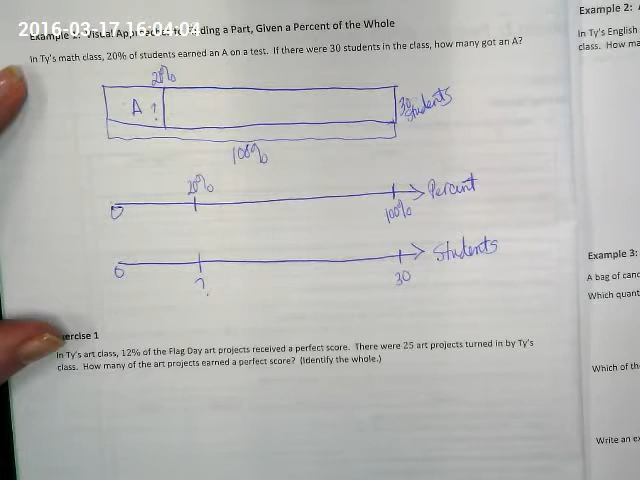 2016-03-17 16:04:04
Example 1: Visual Approaches to Finding a Part, Given a Percent of the Whole
In Ty's math class, 20% of students earned an A on a test. If there were 30 students in the class, how many got an A?
20%
A ?
30 Students
100%
20%
0
100%
Percent
0
?
30
Students
Exercise 1
In Ty's art class, 12% of the Flag Day art projects received a perfect score. There were 25 art projects turned in by Ty's
class. How many of the art projects earned a perfect score? (Identify the whole.)
Example 2:
In Ty's English
class. How
Example 3:
A bag of
Which
Which of
Write an